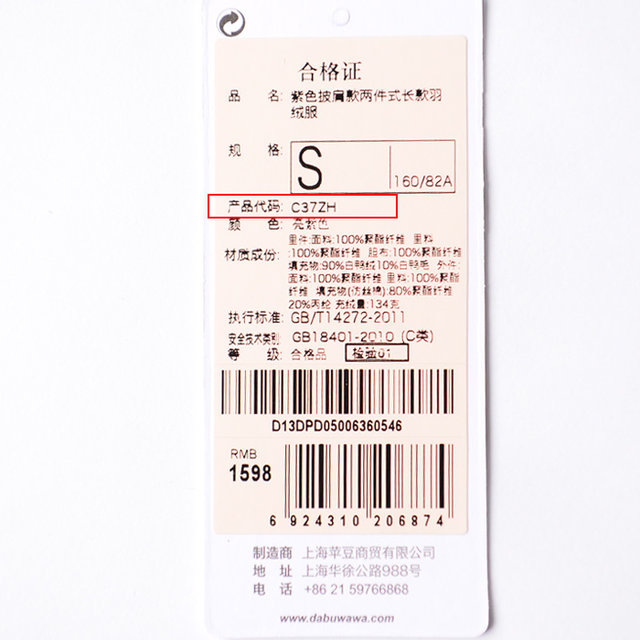 合格证
品 名: 紫色披肩款两件式长款羽
绒服
规 格: S 160/82A
产品代码: C37ZH
颜 色: 亮紫色
里件:面料:100%聚酯纤维 里料
材质成份: :100%聚酯纤维 胆布:100%聚酯纤维
填充物:90%白鸭绒10%白鸭毛 外件:
面料:100%聚酯纤维 里料:100%聚酯
纤维 填充物(仿丝绵):80%聚酯纤维
20%丙纶 充绒量:134克
执行标准: GB/T14272-2011
安全技术类别: GB18401-2010 (C类)
等 级: 合格品 检验01
D13DPD05006360546
RMB
1598
6 924310 206874
制造商 上海苹豆商贸有限公司
地 址 上海华徐公路988号
电 话 +86 21 59766868
www.dabuwawa.com